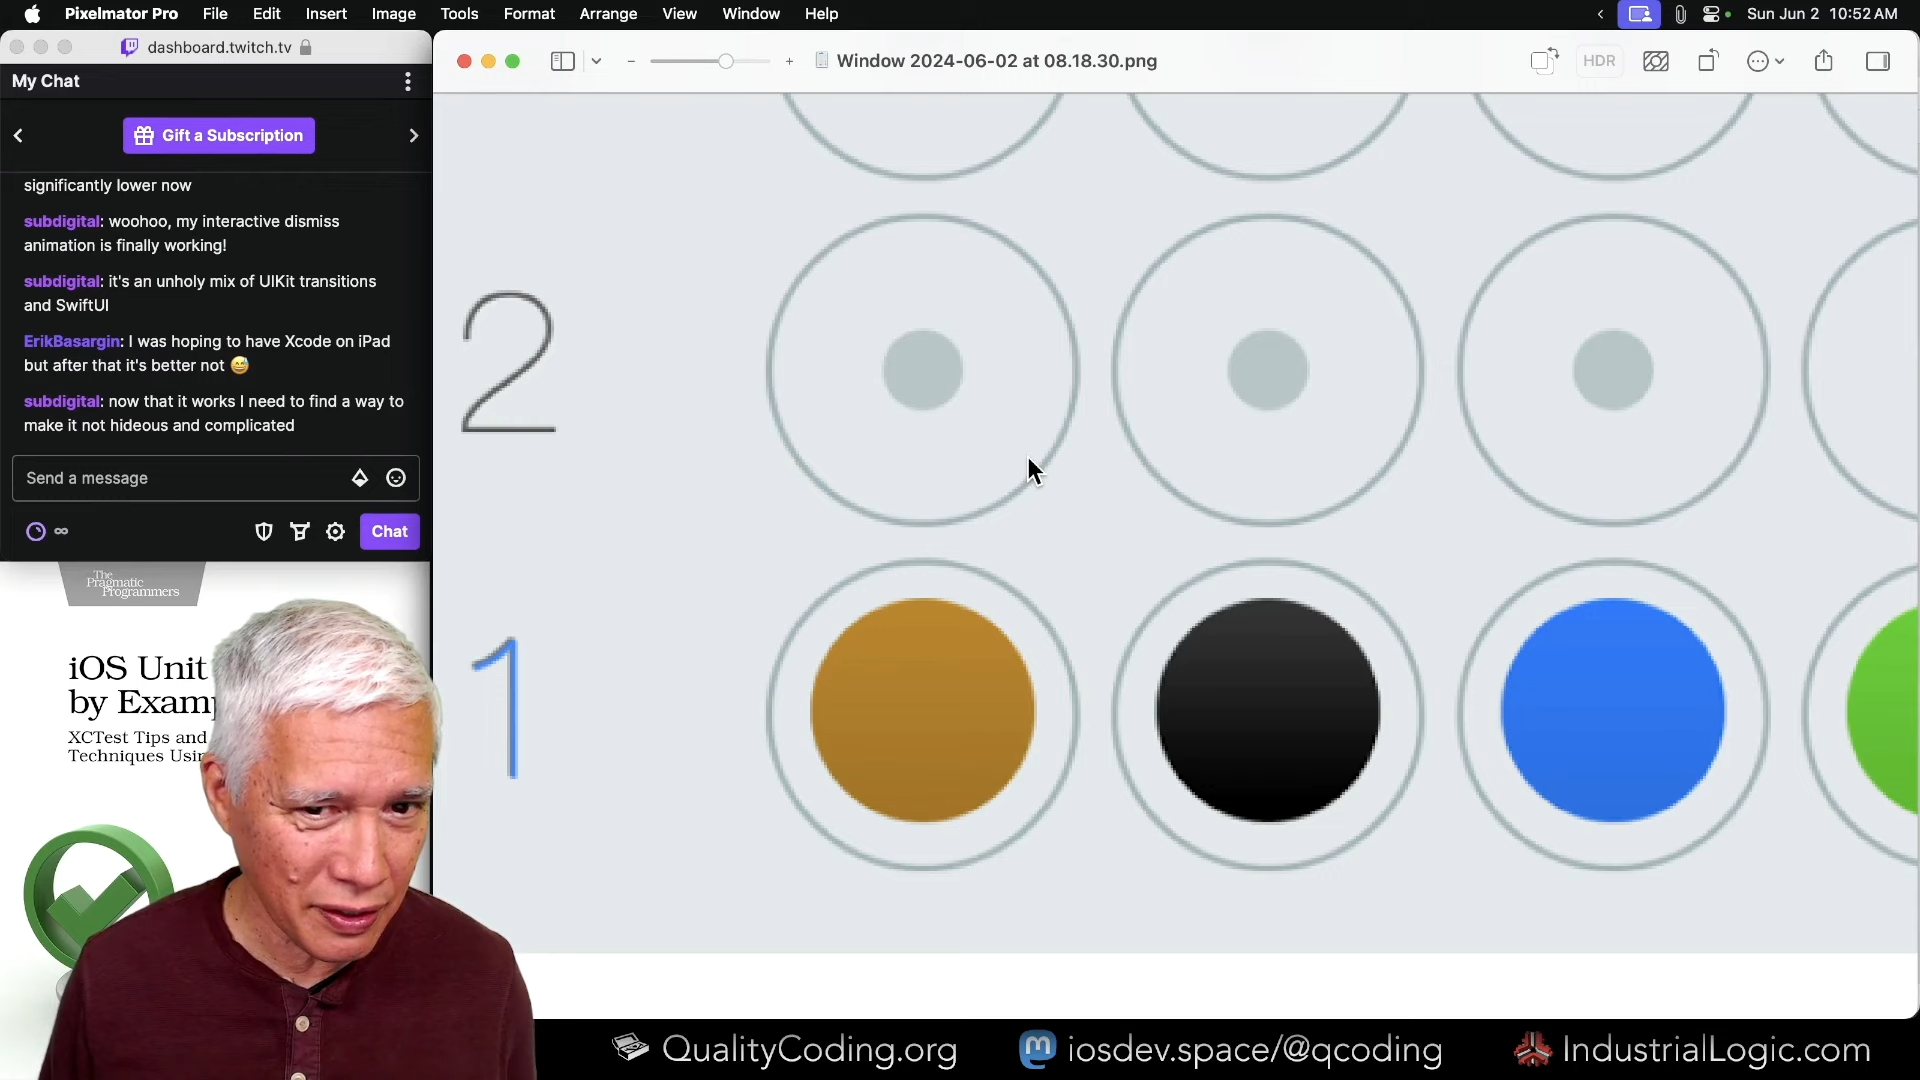 Pixelmator Pro File Edit Insert Image Tools Format Arrange View Window Help Sun Jun 2 10:52 AM
dashboard.twitch.tv
My Chat
Gift a Subscription
significantly lower now
subdigital: woohoo, my interactive dismiss
animation is finally working!
subdigital: it's an unholy mix of UIKit transitions
and SwiftUI
ErikBasargin: I was hoping to have Xcode on iPad
but after that it's better not 😅
subdigital: now that it works I need to find a way to
make it not hideous and complicated
Send a message
∞
Chat
Window 2024-06-02 at 08.18.30.png
HDR
2
1
The
Pragmatic
Programmers
iOS Unit
by Examp
XCTest Tips and
Techniques Usin
QualityCoding.org
iosdev.space/@qcoding
IndustrialLogic.com